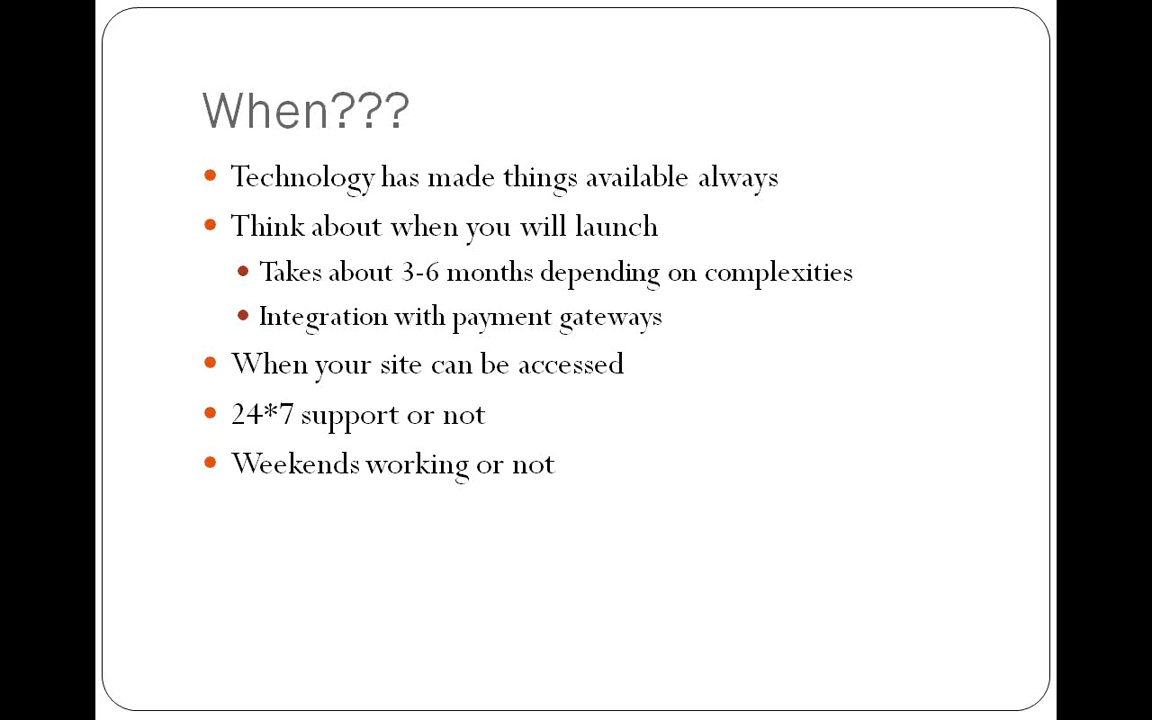 When???
Technology has made things available always
Think about when you will launch
Takes about 3-6 months depending on complexities
Integration with payment gateways
When your site can be accessed
24*7 support or not
Weekends working or not